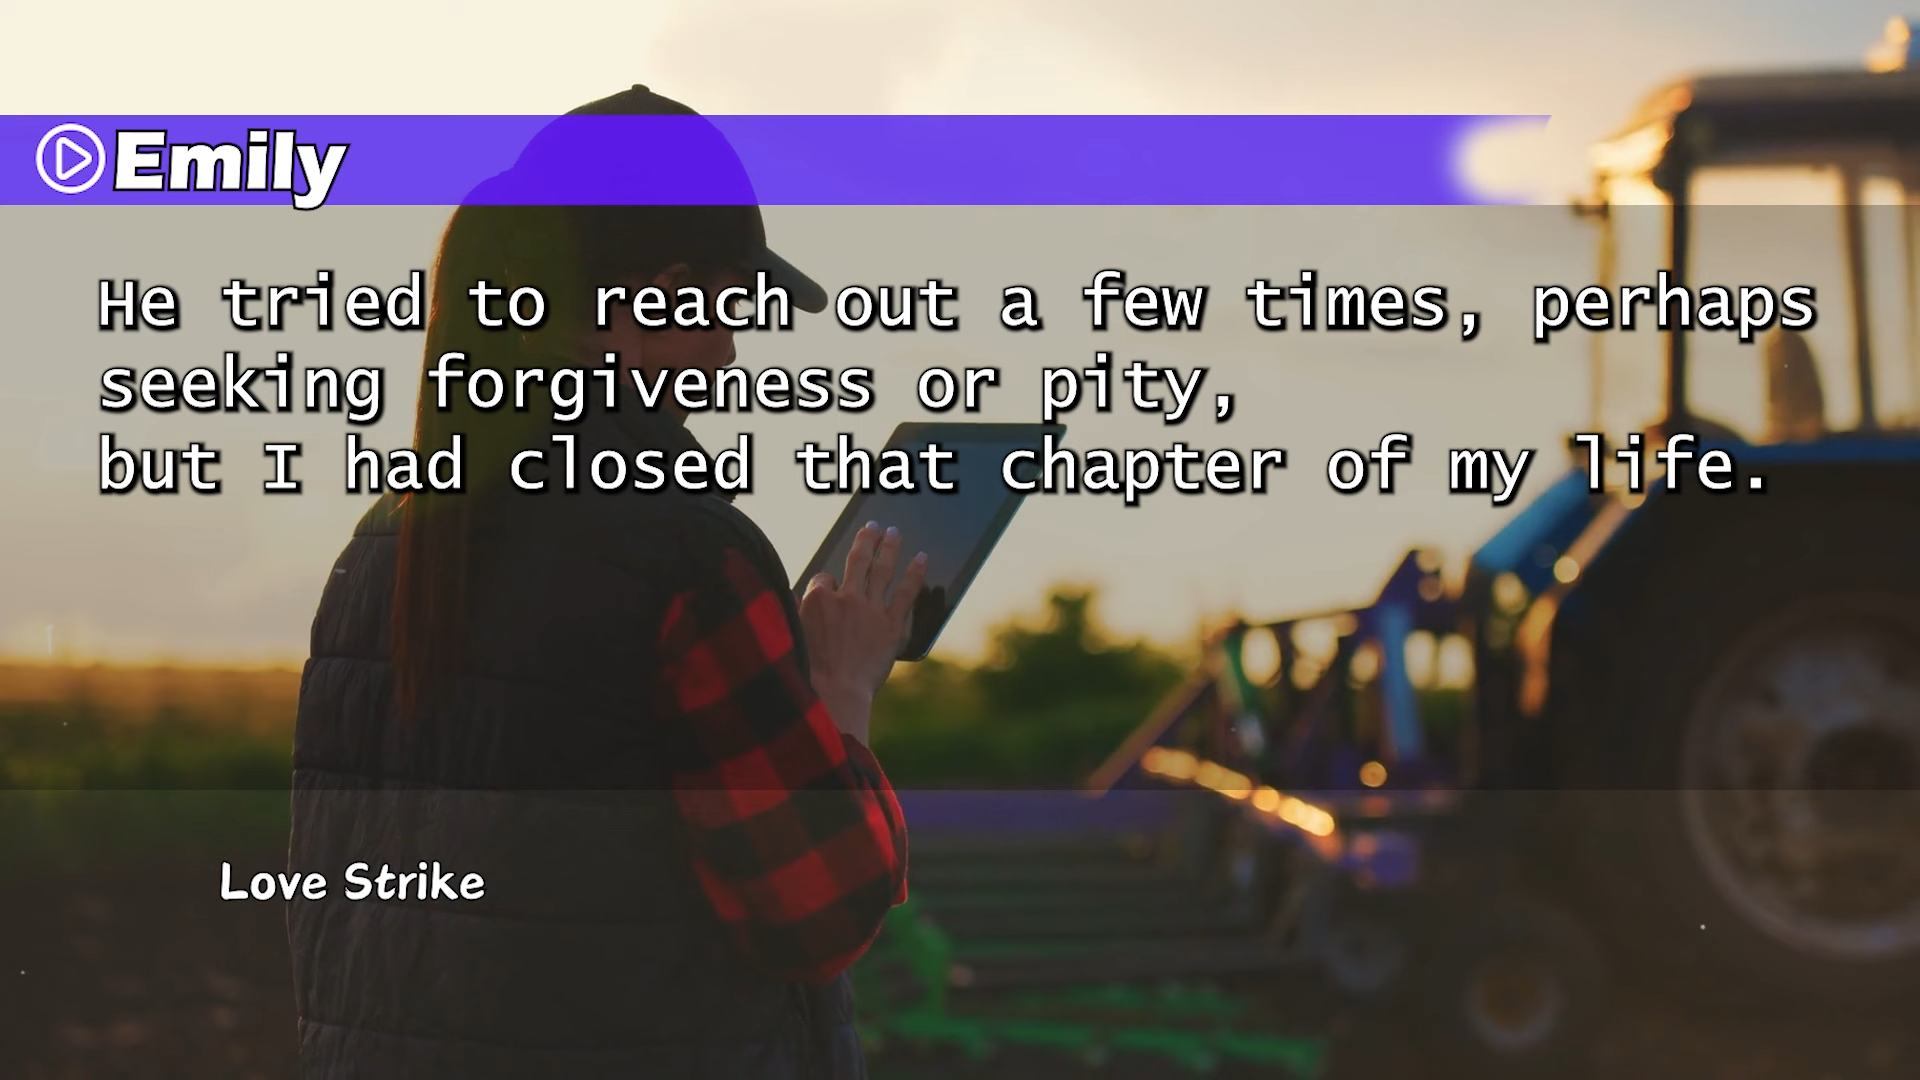 Emily
He tried to reach out a few times, perhaps
seeking forgiveness or pity,
but I had closed that chapter of my life.
Love Strike